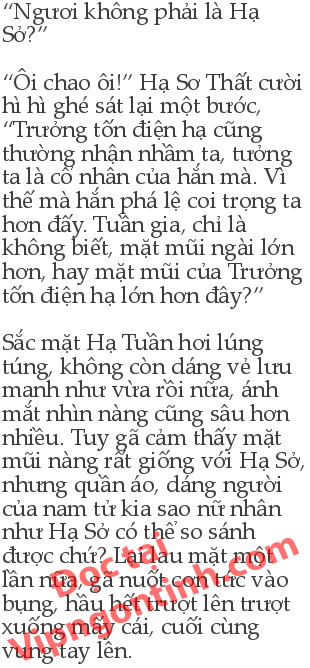 “Ngươi không phải là Hạ
Sở?”
“Ôi chao ôi!” Hạ Sơ Thất cười
hì hì ghé sát lại một bước,
“Trưởng tốn điện hạ cũng
thường nhận nhầm ta, tưởng
ta là cố nhân của hắn mà. Vì
thế mà hắn phá lệ coi trọng ta
hơn đấy. Tuần gia, chỉ là
không biết, mặt mũi ngài lớn
hơn, hay mặt mũi của Trưởng
tốn điện hạ lớn hơn đây?”
Sắc mặt Hạ Tuần hơi lúng
túng, không còn dáng vẻ lưu
manh như vừa rồi nữa, ánh
mắt nhìn nàng cũng sâu hơn
nhiều. Tuy gã cảm thấy mặt
mũi nàng rất giống với Hạ Sở,
nhưng quần áo, dáng người
của nam tử kia sao nữ nhân
như Hạ Sở có thể so sánh
được chứ? Lại lau mặt một
lần nữa, gã nuốt cơn tức vào
bụng, hầu hết trượt lên trượt
xuống mấy cái, cuối cùng
vung tay lên.
Đọc tại
Vipngontinh.com